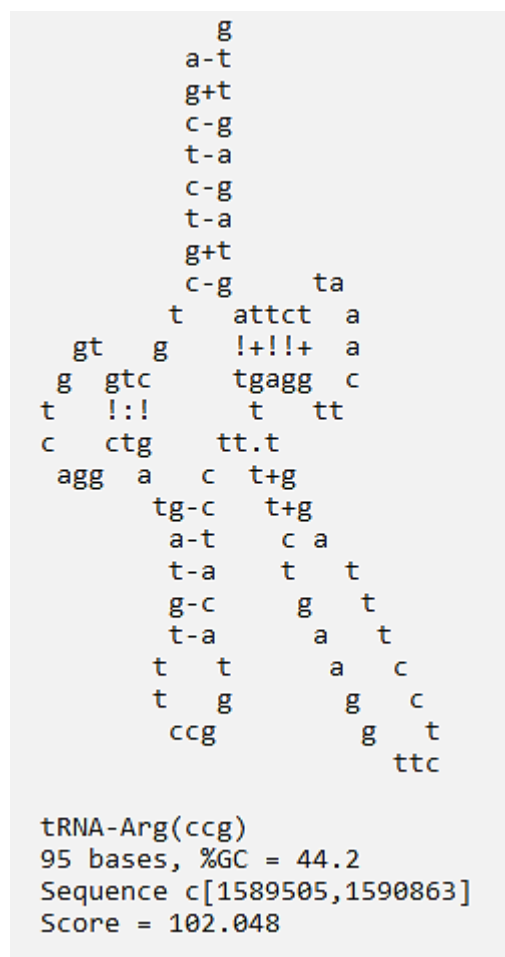 g
         a-t
         g+t
         c-g
         t-a
         c-g
         t-a
         g+t
         c-g     ta
        t   attct  a
  gt   g    !+!!+  a
 g  gtc     tgagg  c
t   !:!      t   tt
c   ctg    tt.t
 agg  a   c  t+g
       tg-c   t+g
        a-t    c a
        t-a    t   t
        g-c     g   t
        t-a      a   t
       t   t      a   c
       t   g       g   c
        ccg         g   t
                      ttc
tRNA-Arg(ccg)
95 bases, %GC = 44.2
Sequence c[1589505,1590863]
Score = 102.048